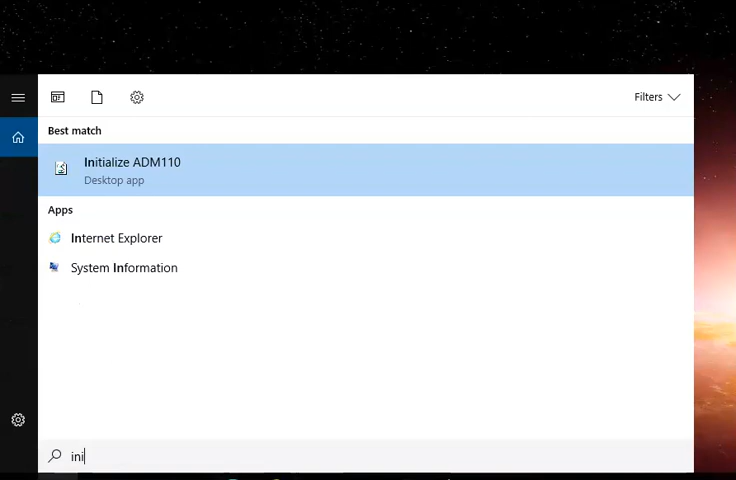 Filters
Best match
Initialize ADM110
Desktop app
Apps
Internet Explorer
System Information
ini